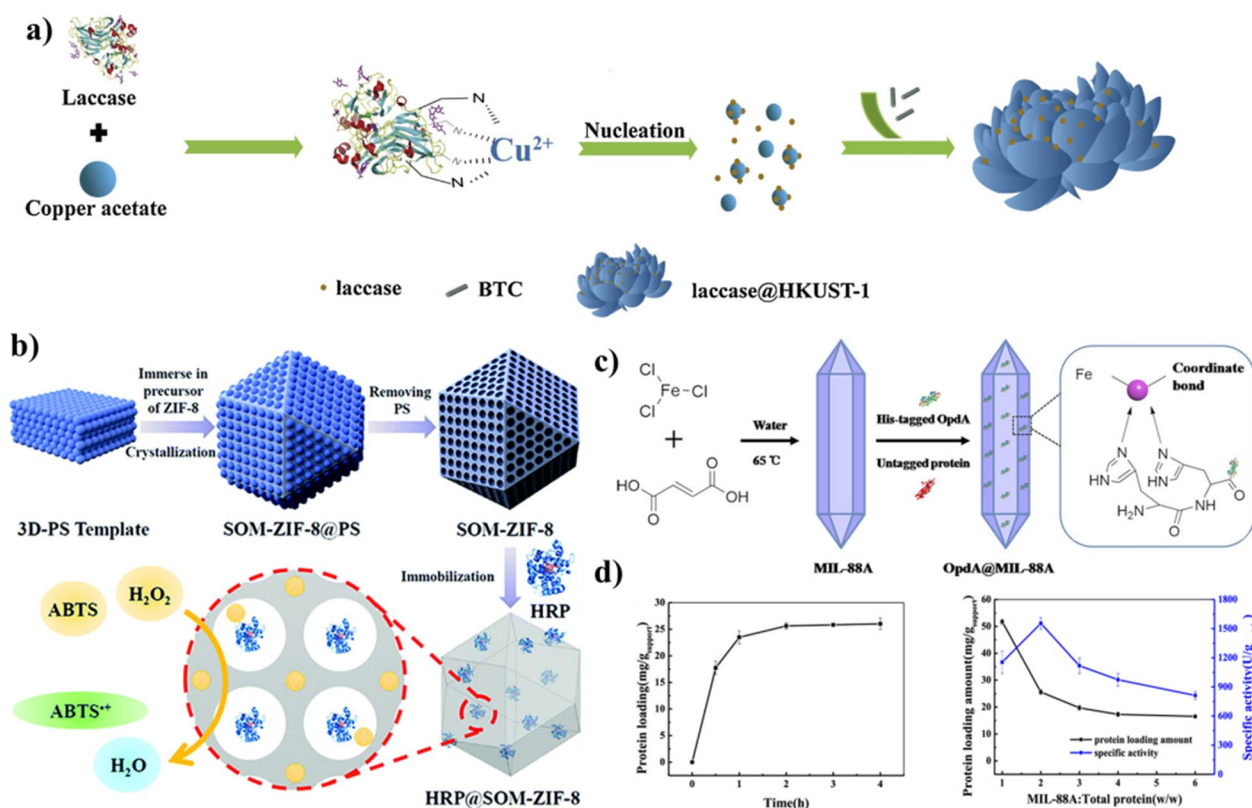 a)
Laccase
+
Copper acetate
N
N
N
N
Cu²⁺
Nucleation
BTC
laccase
BTC
laccase@HKUST-1
b)
Immerse in
precursor
of ZIF-8
Crystallization
Removing
PS
3D-PS Template
SOM-ZIF-8@PS
SOM-ZIF-8
Immobilization
HRP
ABTS
H₂O₂
ABTS•⁺
H₂O
HRP@SOM-ZIF-8
c)
Cl
Fe
Cl
Cl
+
O
HO
OH
O
Water
65 ℃
His-tagged OpdA
Untagged protein
MIL-88A
OpdA@MIL-88A
Fe
Coordinate
bond
N
N
HN
HN
H₂N
NH
O
O
d)
Protein loading(mg/g support)
30
25
20
15
10
5
0
0 1 2 3 4
Time(h)
Protein loading amount(mg/g support)
60
50
40
30
20
10
0
protein loading amount
specific activity
1 2 3 4 5 6
MIL-88A:Total protein(w/w)
1800
1500
1200
900
600
300
0